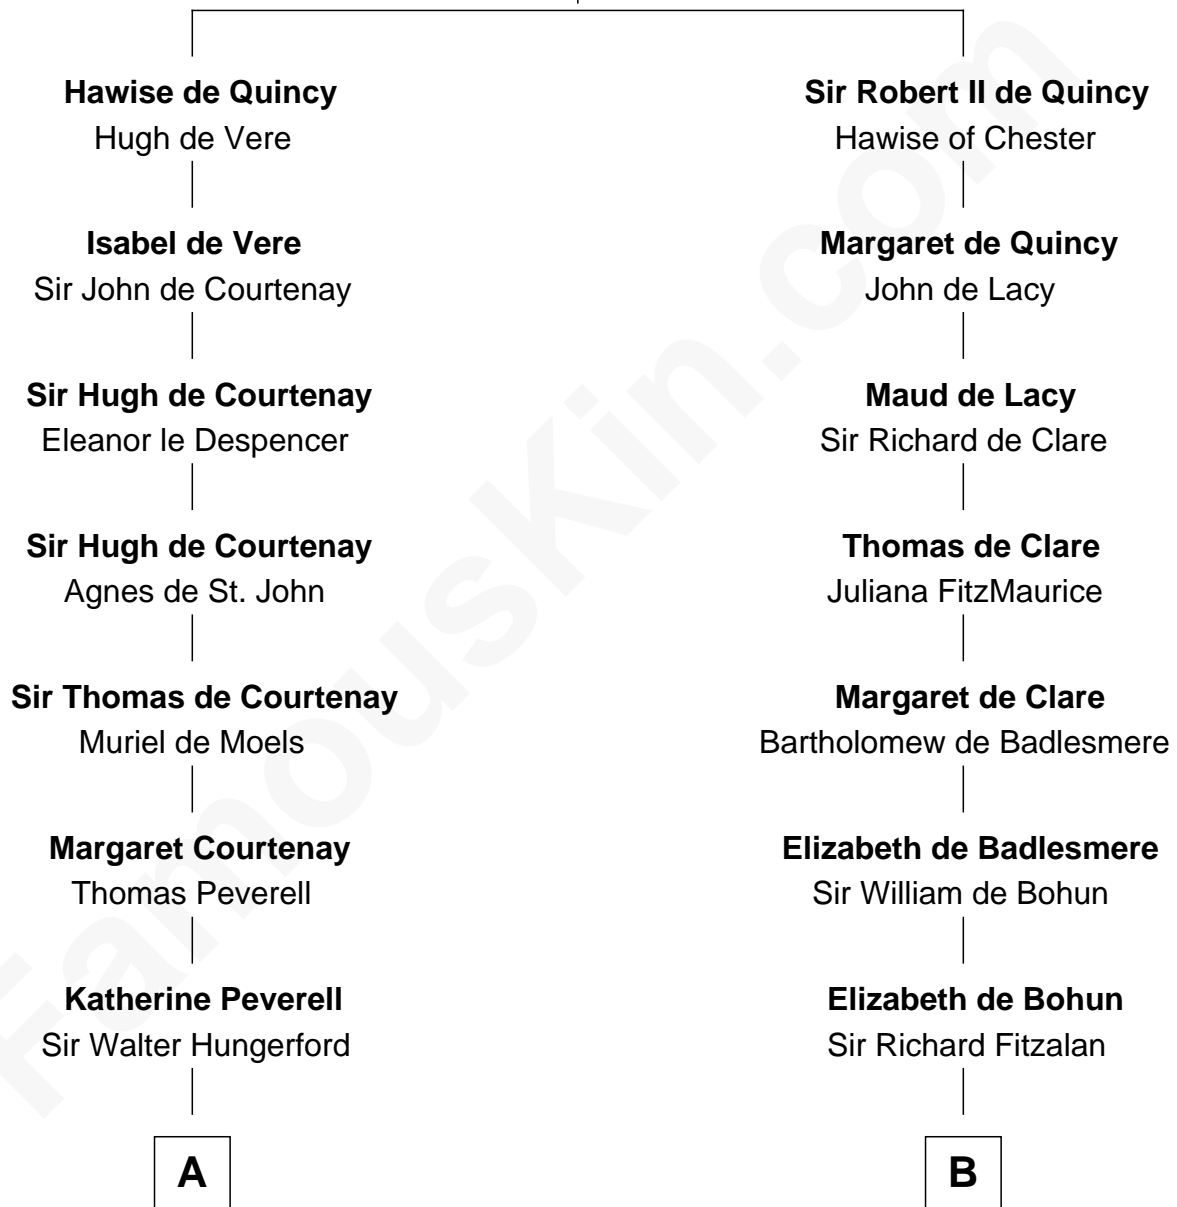 Hawise de Quincy
Hugh de Vere
Isabel de Vere
Sir John de Courtenay
Sir Hugh de Courtenay
Eleanor le Despencer
Sir Hugh de Courtenay
Agnes de St. John
Sir Thomas de Courtenay
Muriel de Moels
Margaret Courtenay
Thomas Peverell
Katherine Peverell
Sir Walter Hungerford
A
Sir Robert II de Quincy
Hawise of Chester
Margaret de Quincy
John de Lacy
Maud de Lacy
Sir Richard de Clare
Thomas de Clare
Juliana FitzMaurice
Margaret de Clare
Bartholomew de Badlesmere
Elizabeth de Badlesmere
Sir William de Bohun
Elizabeth de Bohun
Sir Richard Fitzalan
B
FamousKin.com